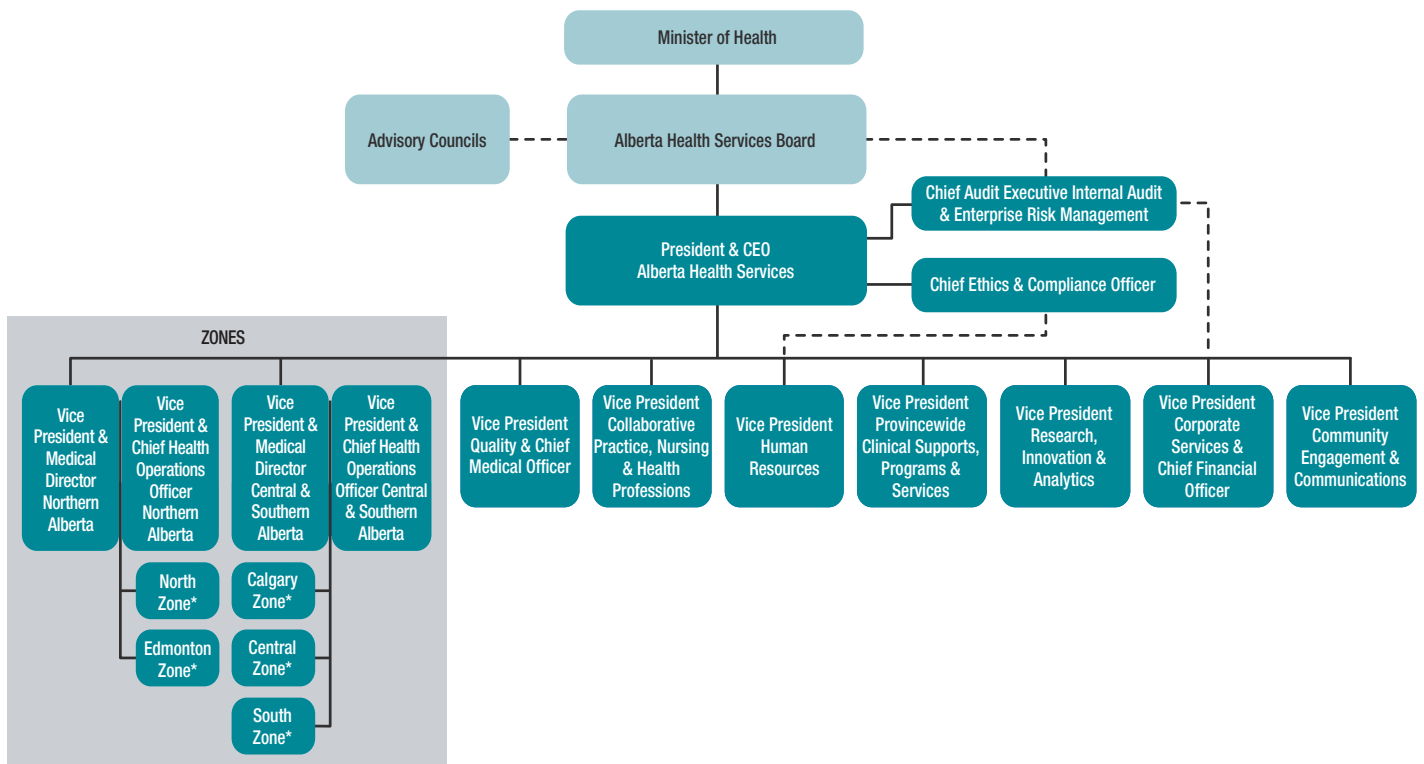 Minister of Health
Advisory Councils
Alberta Health Services Board
Chief Audit Executive Internal Audit
& Enterprise Risk Management
President & CEO
Alberta Health Services
Chief Ethics & Compliance Officer
ZONES
Vice
President &
Medical
Director
Northern
Alberta
Vice
President &
Chief Health
Operations
Officer
Northern
Alberta
Vice
President &
Medical
Director
Central &
Southern
Alberta
Vice
President &
Chief Health
Operations
Officer Central
& Southern
Alberta
Vice President
Quality & Chief
Medical Officer
Vice President
Collaborative
Practice, Nursing
& Health
Professions
Vice President
Human
Resources
Vice President
Provincewide
Clinical Supports,
Programs &
Services
Vice President
Research,
Innovation &
Analytics
Vice President
Corporate
Services &
Chief Financial
Officer
Vice President
Community
Engagement &
Communications
North
Zone*
Edmonton
Zone*
Calgary
Zone*
Central
Zone*
South
Zone*